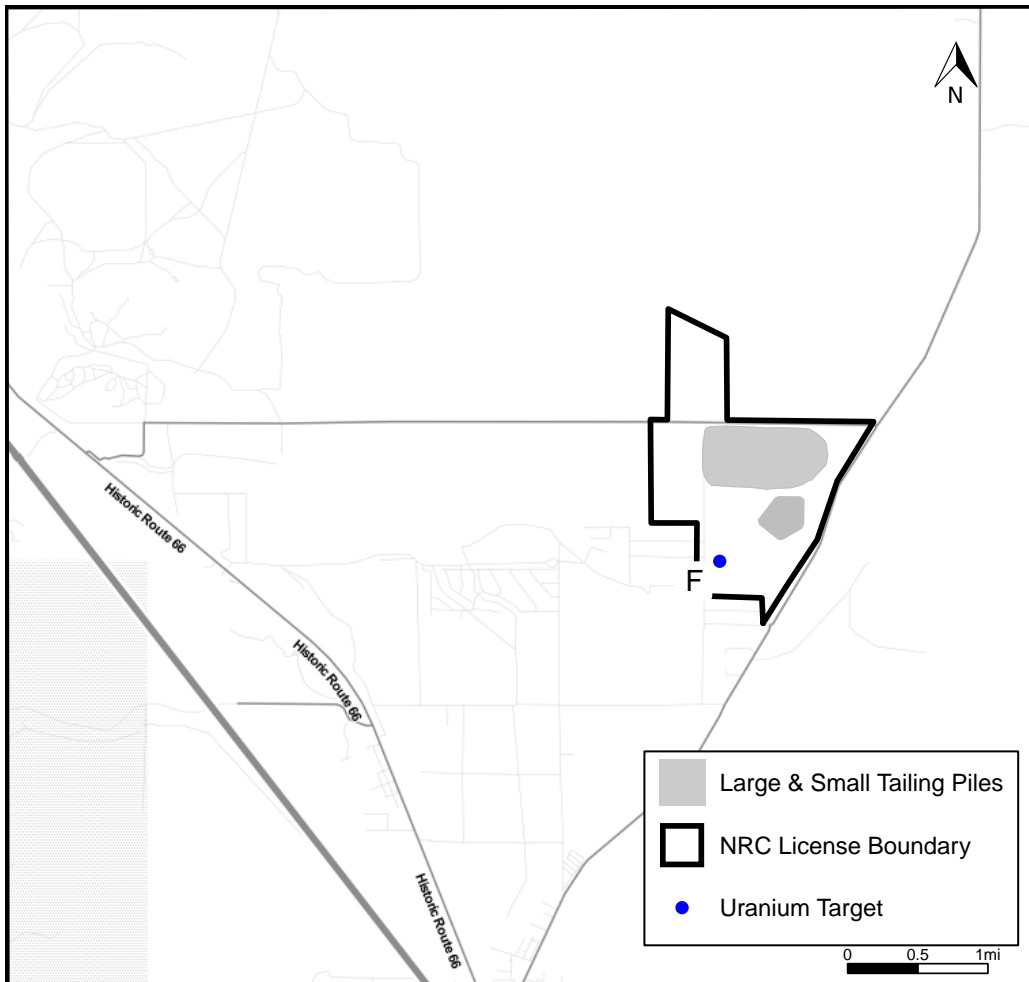 N
Historic Route 66
F
Historic Route 66
Large & Small Tailing Piles
NRC License Boundary
Historic Route 66
Uranium Target
0 0.5 1mi